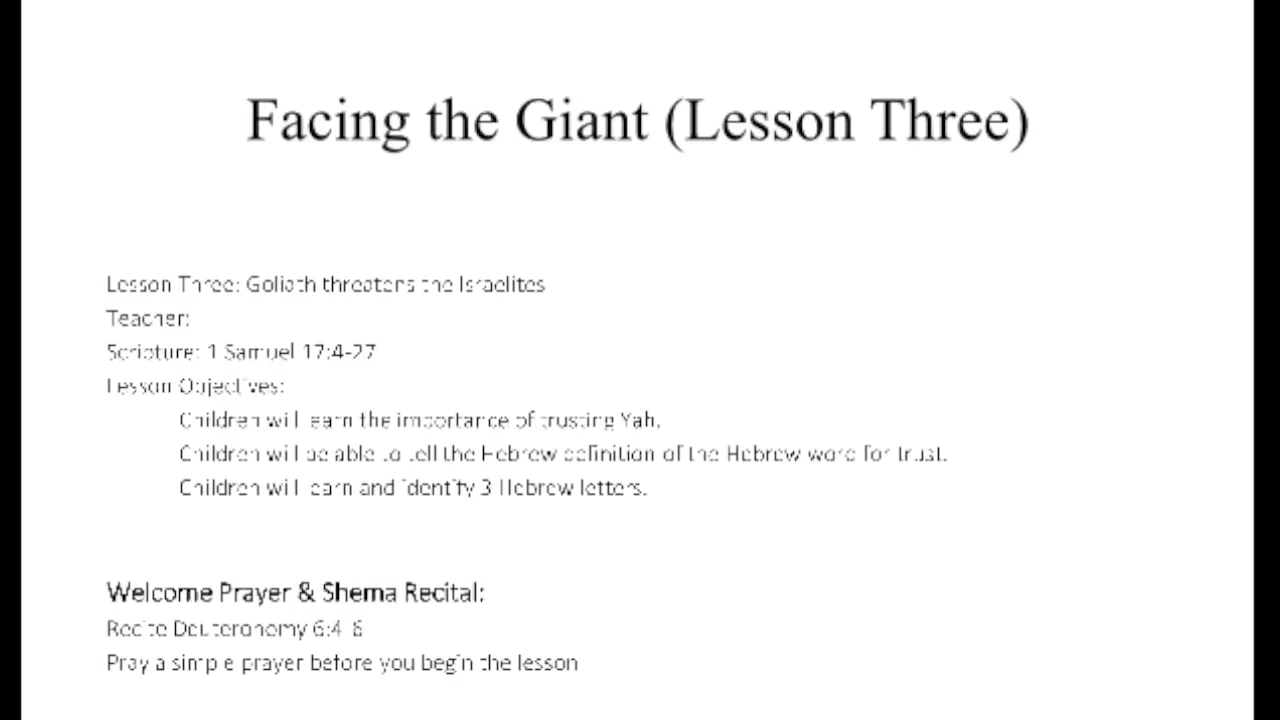 Facing the Giant (Lesson Three)
Lesson Three: Goliath threatens the Israelites
Teacher:
Scripture: 1 Samuel 17:4-27
Lesson Objectives:
Children will learn the importance of trusting Yah.
Children will be able to tell the Hebrew definition of the Hebrew word for trust.
Children will learn and identify 3 Hebrew letters.
Welcome Prayer & Shema Recital:
Recite Deuteronomy 6:4-6
Pray a simple prayer before you begin the lesson